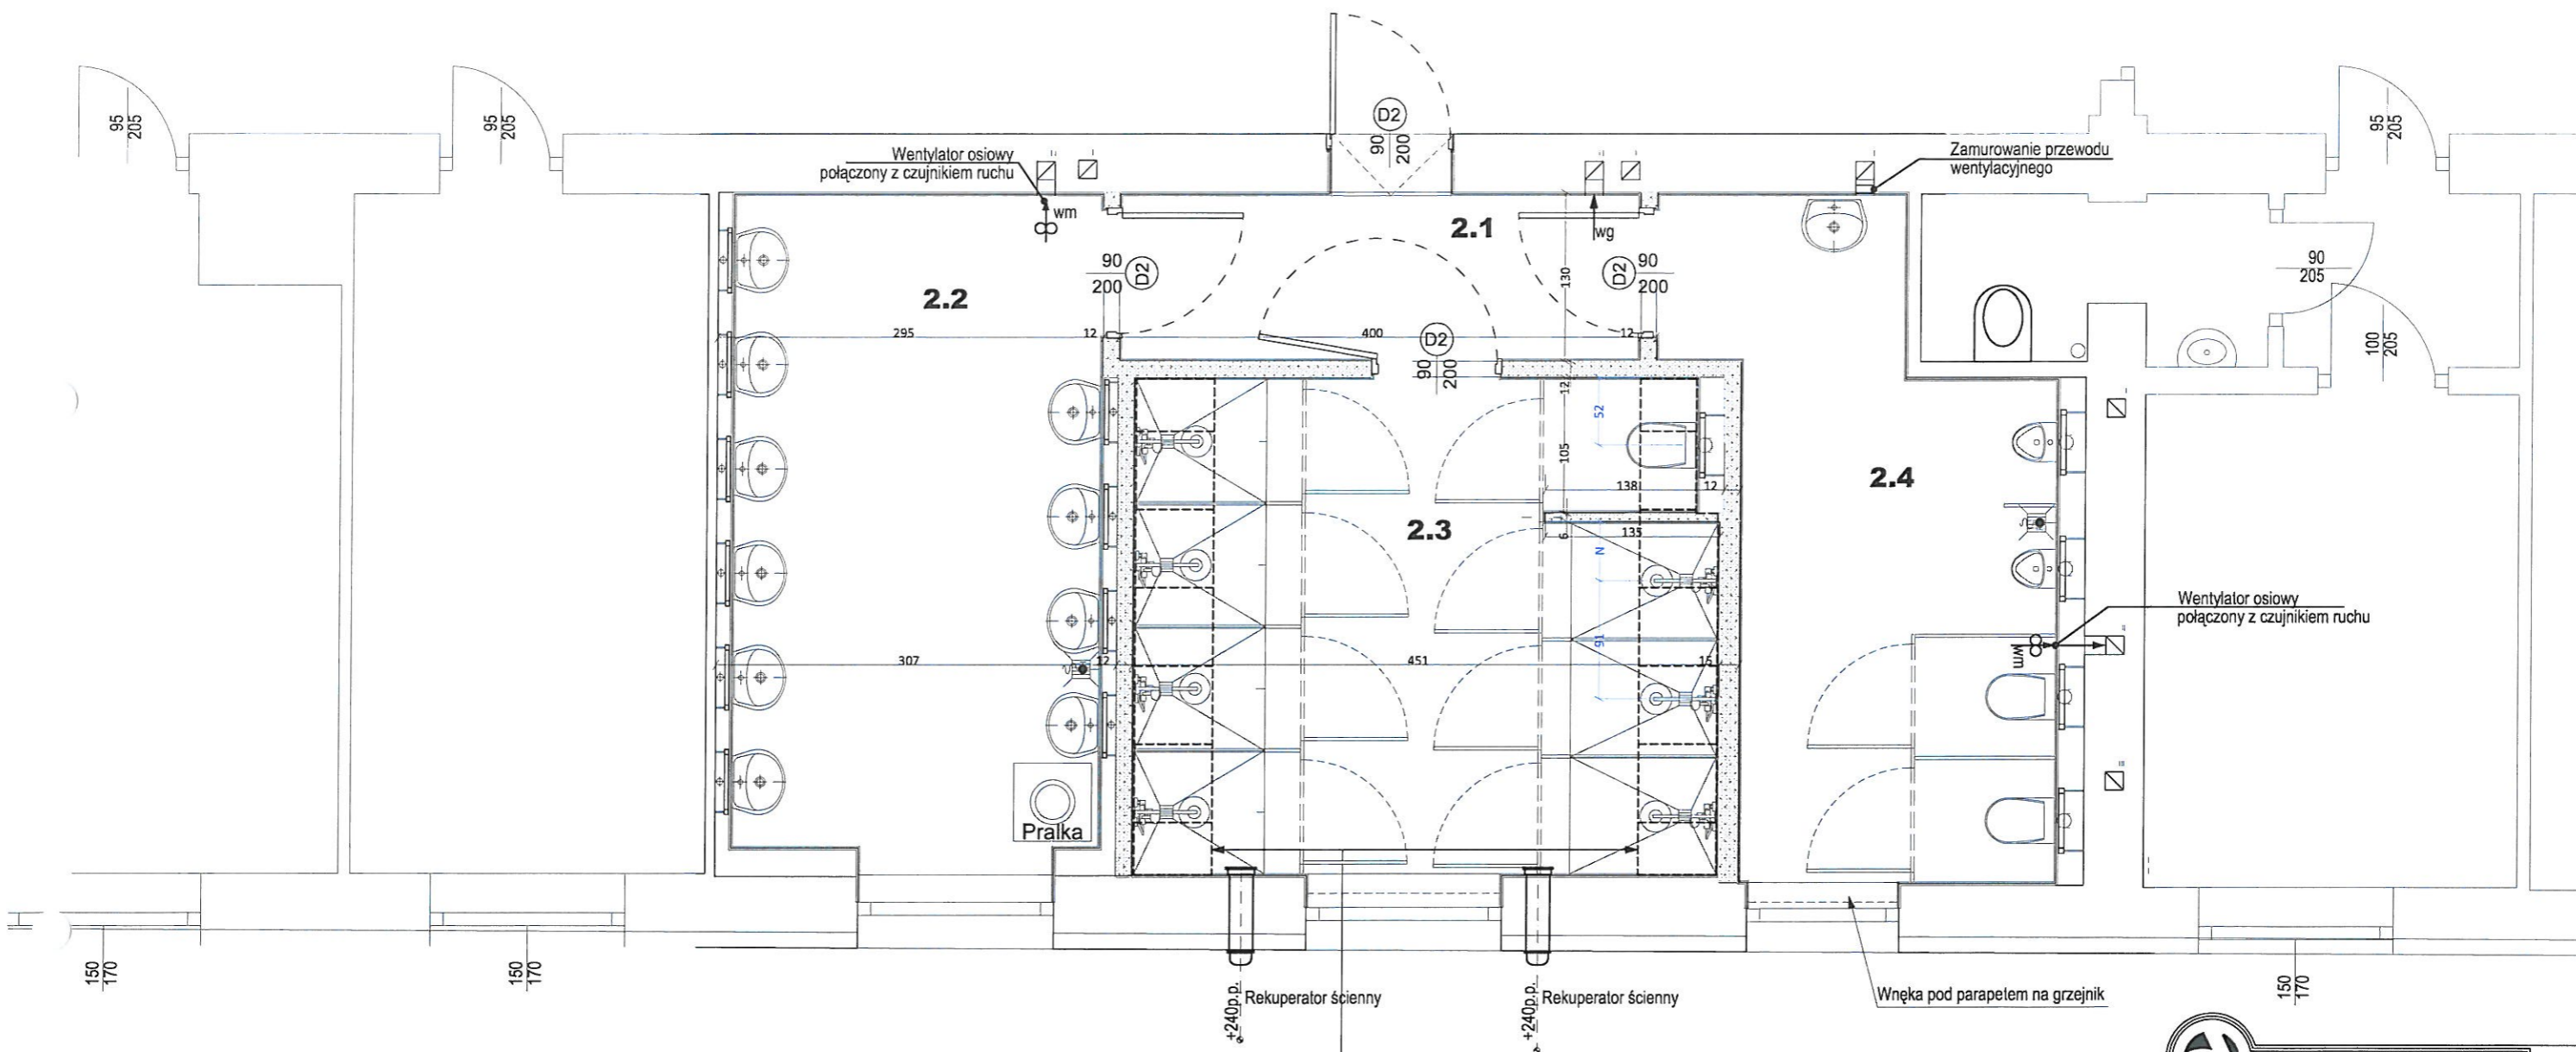 D2
90
200
95
205
95
205
95
205
Wentylator osiowy
połączony z czujnikiem ruchu
Zamurowanie przewodu
wentylacyjnego
wm
2.1
wg
90
200
D2
D2
90
200
130
90
205
2.2
295
12
400
12
D2
90
200
100
205
12
52
105
138
12
2.4
2.3
135
6
N
Wentylator osiowy
połączony z czujnikiem ruchu
91
wm
307
12
451
15
Pralka
150
170
150
170
+240p.p.
Rekuperator ścienny
+240p.p.
Rekuperator ścienny
Wnęka pod parapetem na grzejnik
150
170